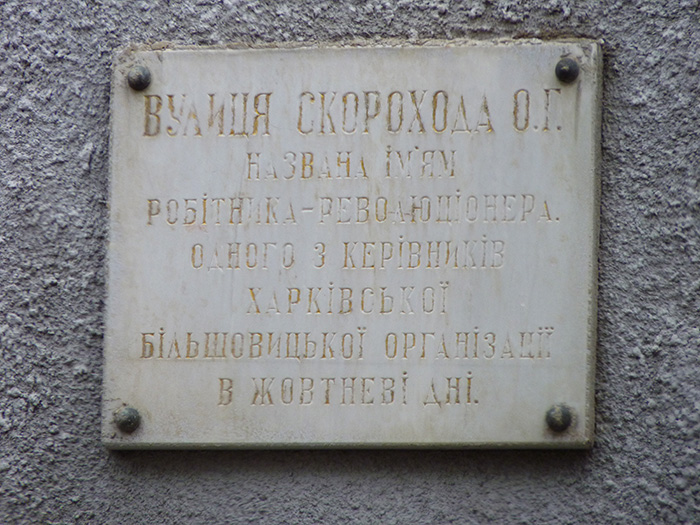 ВУЛИЦЯ СКОРОХОДА О.Г.
НАЗВАНА ІМ'ЯМ
РОБІТНИКА-РЕВОЛЮЦІОНЕРА.
ОДНОГО З КЕРІВНИКІВ
ХАРКІВСЬКОЇ
БІЛЬШОВИЦЬКОЇ ОРГАНІЗАЦІЇ
В ЖОВТНЕВІ ДНІ.